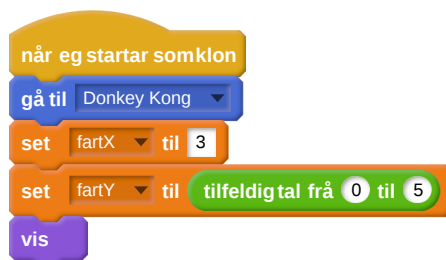 når eg startar som klon
gå til Donkey Kong
set fartX til 3
set fartY til tilfeldig tal frå 0 til 5
vis